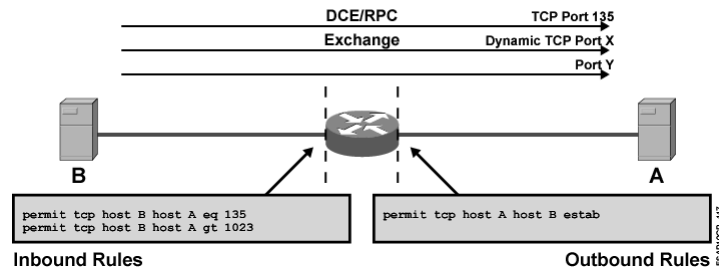 DCE/RPC
Exchange
TCP Port 135
Dynamic TCP Port X
Port Y
B
A
permit tcp host B host A eq 135
permit tcp host B host A gt 1023
permit tcp host A host B estab
Inbound Rules
Outbound Rules